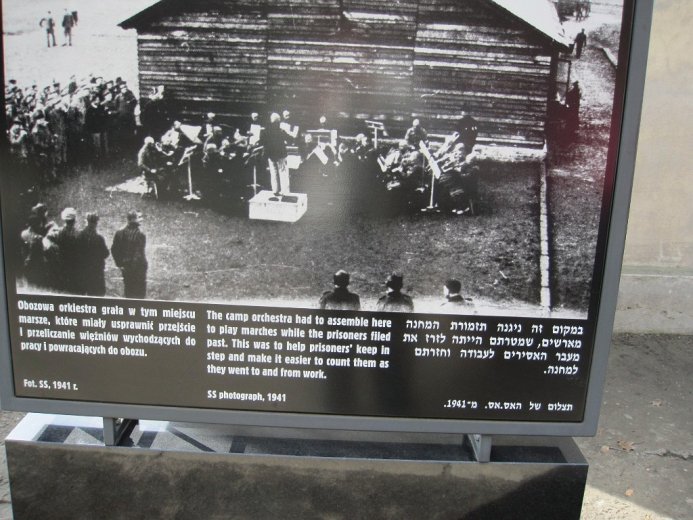 Obozowa orkiestra grała w tym miejscu
marsze, które miały usprawnić przejście
i przeliczanie więźniów wychodzących do
pracy i powracających do obozu.
Fot. SS, 1941 r.
The camp orchestra had to assemble here
to play marches while the prisoners filed
past. This was to help prisoners' keep in
step and make it easier to count them as
they went to and from work.
SS photograph, 1941
במקום זה ניגנה תזמורת המחנה
מארשים, שמטרתם הייתה לזרז את
מעבר האסירים לעבודה וחזרתם
למחנה.
תצלום של האס.אס. מ־1941.